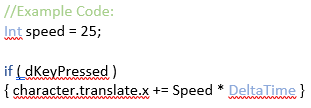 //Example Code:
Int speed = 25;
if ( dKeyPressed )
{ character.translate.x += Speed * DeltaTime }